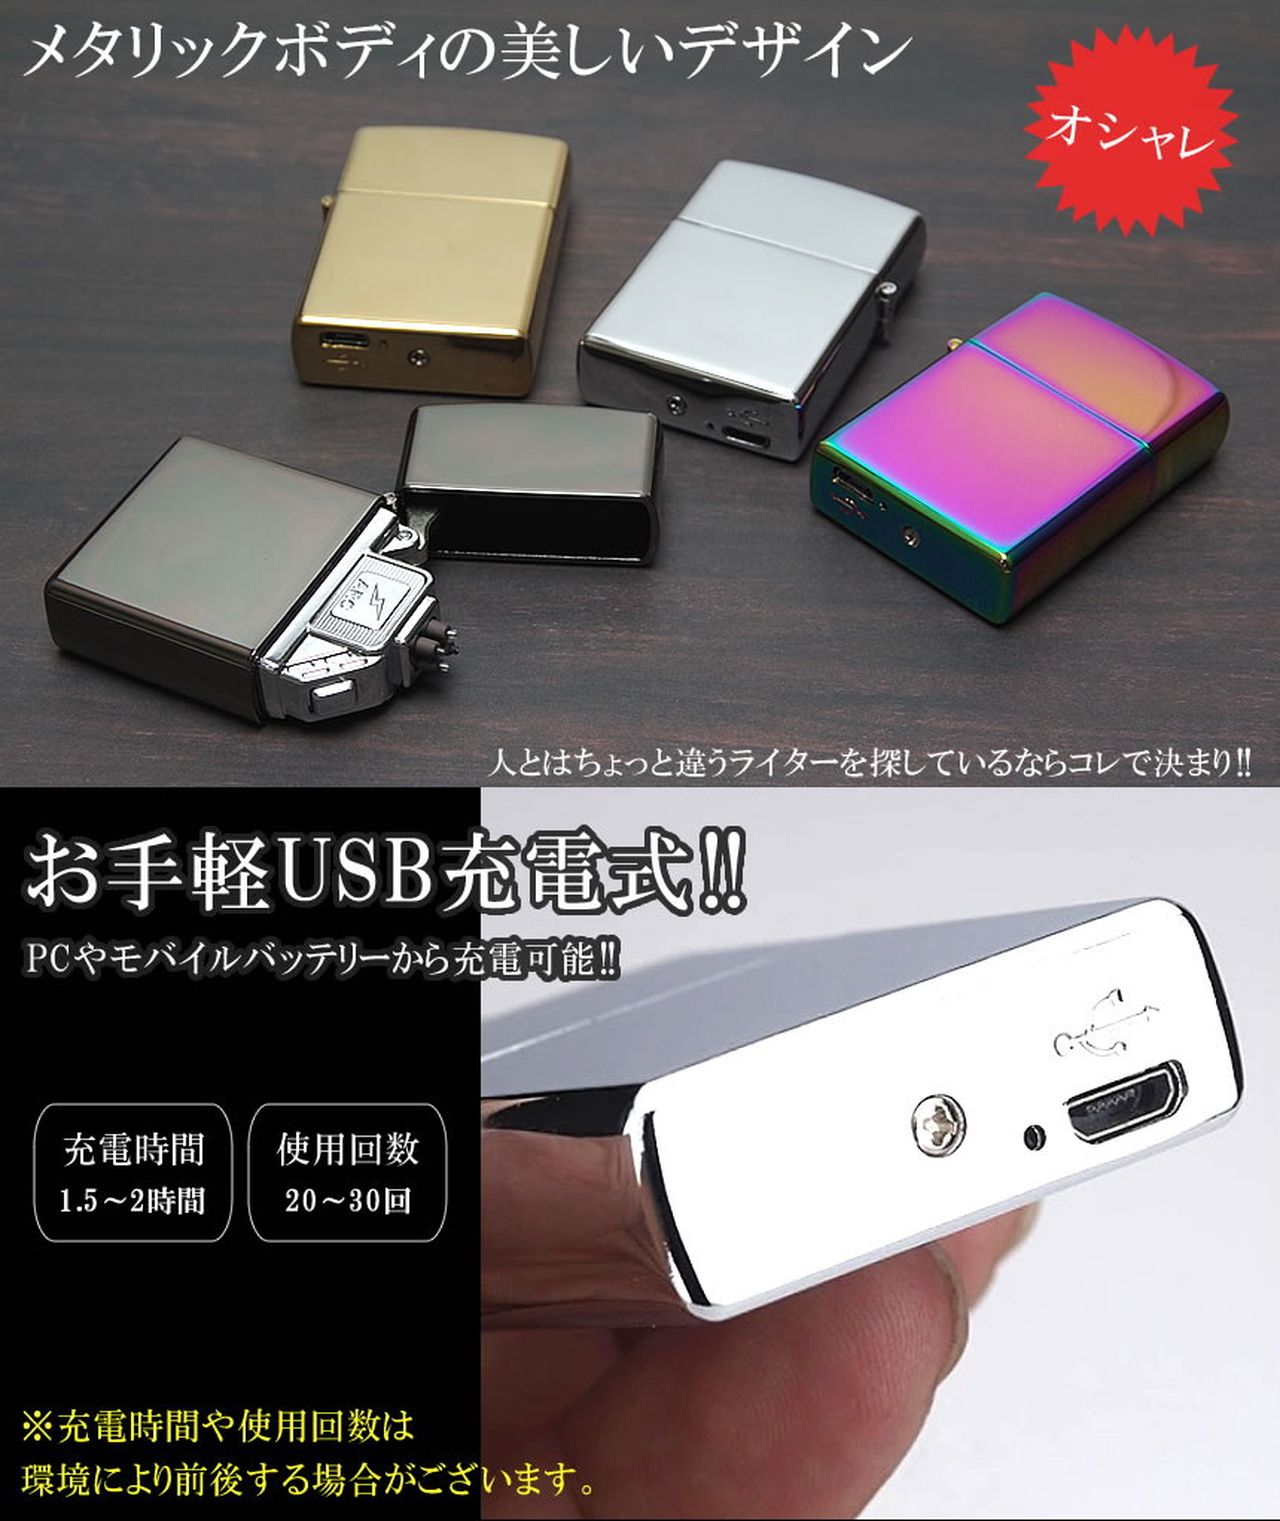 メタリックボディの美しいデザイン
オシャレ
ARC
人とはちょっと違うライターを探しているならコレで決まり!!
お手軽USB充電式!!
PCやモバイルバッテリーから充電可能!!
充電時間
1.5～2時間
使用回数
20～30回
※充電時間や使用回数は
環境により前後する場合がございます。